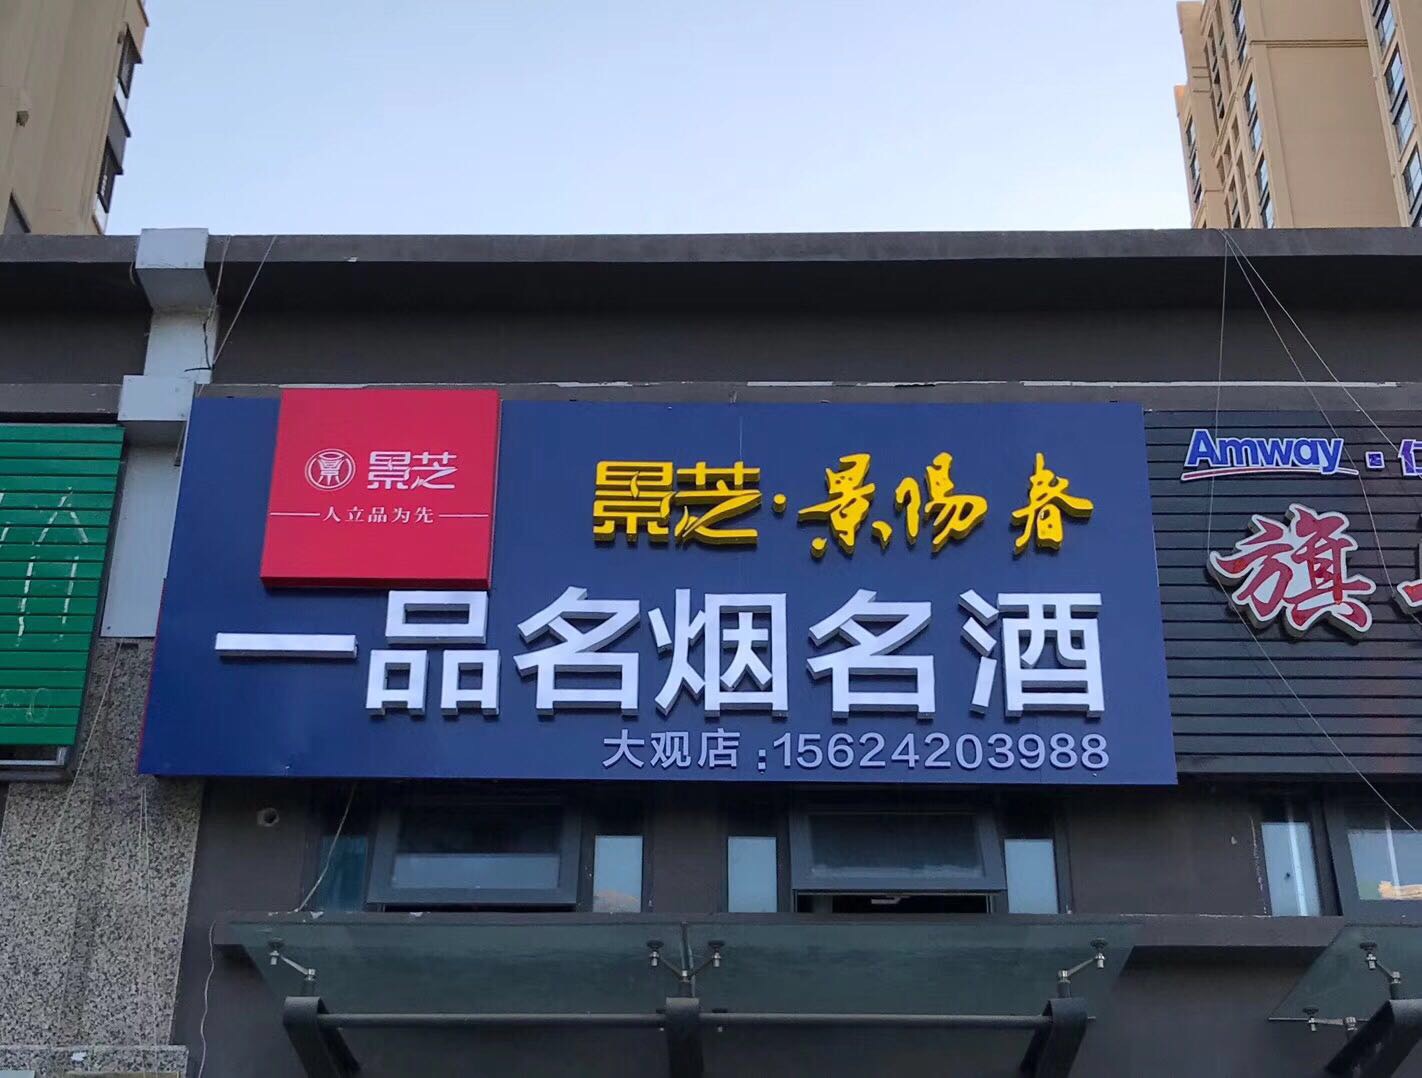 景芝
人立品为先
景芝·景陽春
一品名烟名酒
大观店:15624203988
Amway·
旗